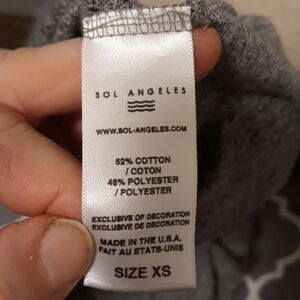 SOL ANGELES
WWW.SOL-ANGELES.COM
52% COTTON
/ COTON
48% POLYESTER
/ POLYESTER
EXCLUSIVE OF DECORATION
EXCLUSIVE DE DECORATION
MADE IN THE U.S.A.
FAIT AU ETATS-UNIS
SIZE XS